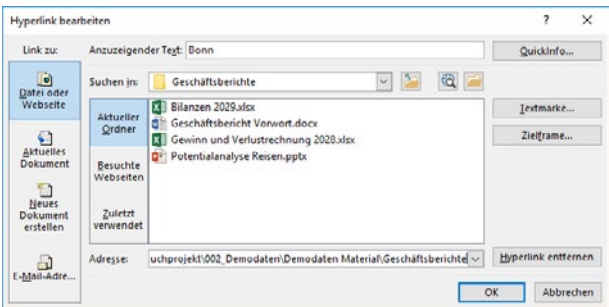 Hyperlink bearbeiten ? ×
Link zu: Anzuzeigender Text: Bonn QuickInfo...
Datei oder Webseite
Suchen in: Geschäftsberichte
Aktueller Ordner
Bilanzen 2029.xlsx
Geschäftsbericht Vorwort.docx
Gewinn und Verlustrechnung 2028.xlsx
Potentialanalyse Reisen.pptx
Textmarke...
Zielframe...
Aktuelles Dokument
Besuchte Webseiten
Neues Dokument erstellen
Zuletzt verwendet
E-Mail-Adre...
Adresse: uchprojekt\002_Demodaten\Demodaten Material\Geschäftsberichte
Hyperlink entfernen
OK Abbrechen